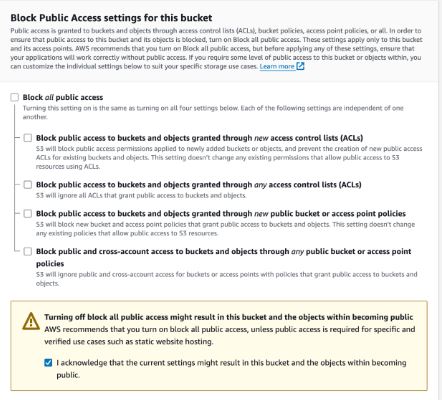 Block Public Access settings for this bucket
Public access is granted to buckets and objects through access control lists (ACLs), bucket policies, access point policies, or all. In order to
ensure that public access to this bucket and its objects is blocked, turn on Block all public access. These settings apply only to this bucket
and its access points. AWS recommends that you turn on Block all public access, but before applying any of these settings, ensure that
your applications will work correctly without public access. If you require some level of public access to this bucket or objects within, you
can customize the individual settings below to suit your specific storage use cases. Learn more
Block all public access
Turning this setting on is the same as turning on all four settings below. Each of the following settings are independent of one
another.
Block public access to buckets and objects granted through new access control lists (ACLs)
S3 will block public access permissions applied to newly added buckets or objects, and prevent the creation of new public access
ACLs for existing buckets and objects. This setting doesn't change any existing permissions that allow public access to S3
resources using ACLs.
Block public access to buckets and objects granted through any access control lists (ACLs)
S3 will ignore all ACLs that grant public access to buckets and objects.
Block public access to buckets and objects granted through new public bucket or access point policies
S3 will block new bucket and access point policies that grant public access to buckets and objects. This setting doesn't change
any existing policies that allow public access to S3 resources.
Block public and cross-account access to buckets and objects through any public bucket or access point
policies
S3 will ignore public and cross-account access for buckets or access points with policies that grant public access to buckets and
objects.
Turning off block all public access might result in this bucket and the objects within becoming public
AWS recommends that you turn on Block all public access, unless public access is required for specific and
verified use cases such as static website hosting.
I acknowledge that the current settings might result in this bucket and the objects within becoming
public.